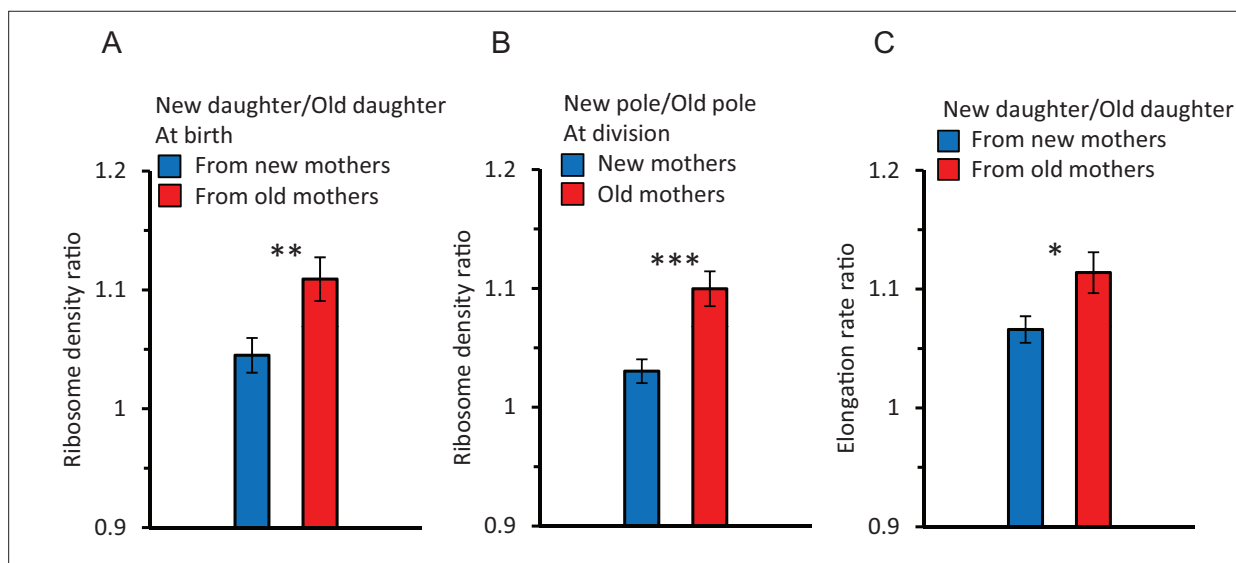 A
New daughter/Old daughter
At birth
From new mothers
From old mothers
1.2
1.1
1
0.9
Ribosome density ratio
**
B
New pole/Old pole
At division
New mothers
Old mothers
1.2
1.1
1
0.9
Ribosome density ratio
***
C
New daughter/Old daughter
From new mothers
From old mothers
1.2
1.1
1
0.9
Elongation rate ratio
*